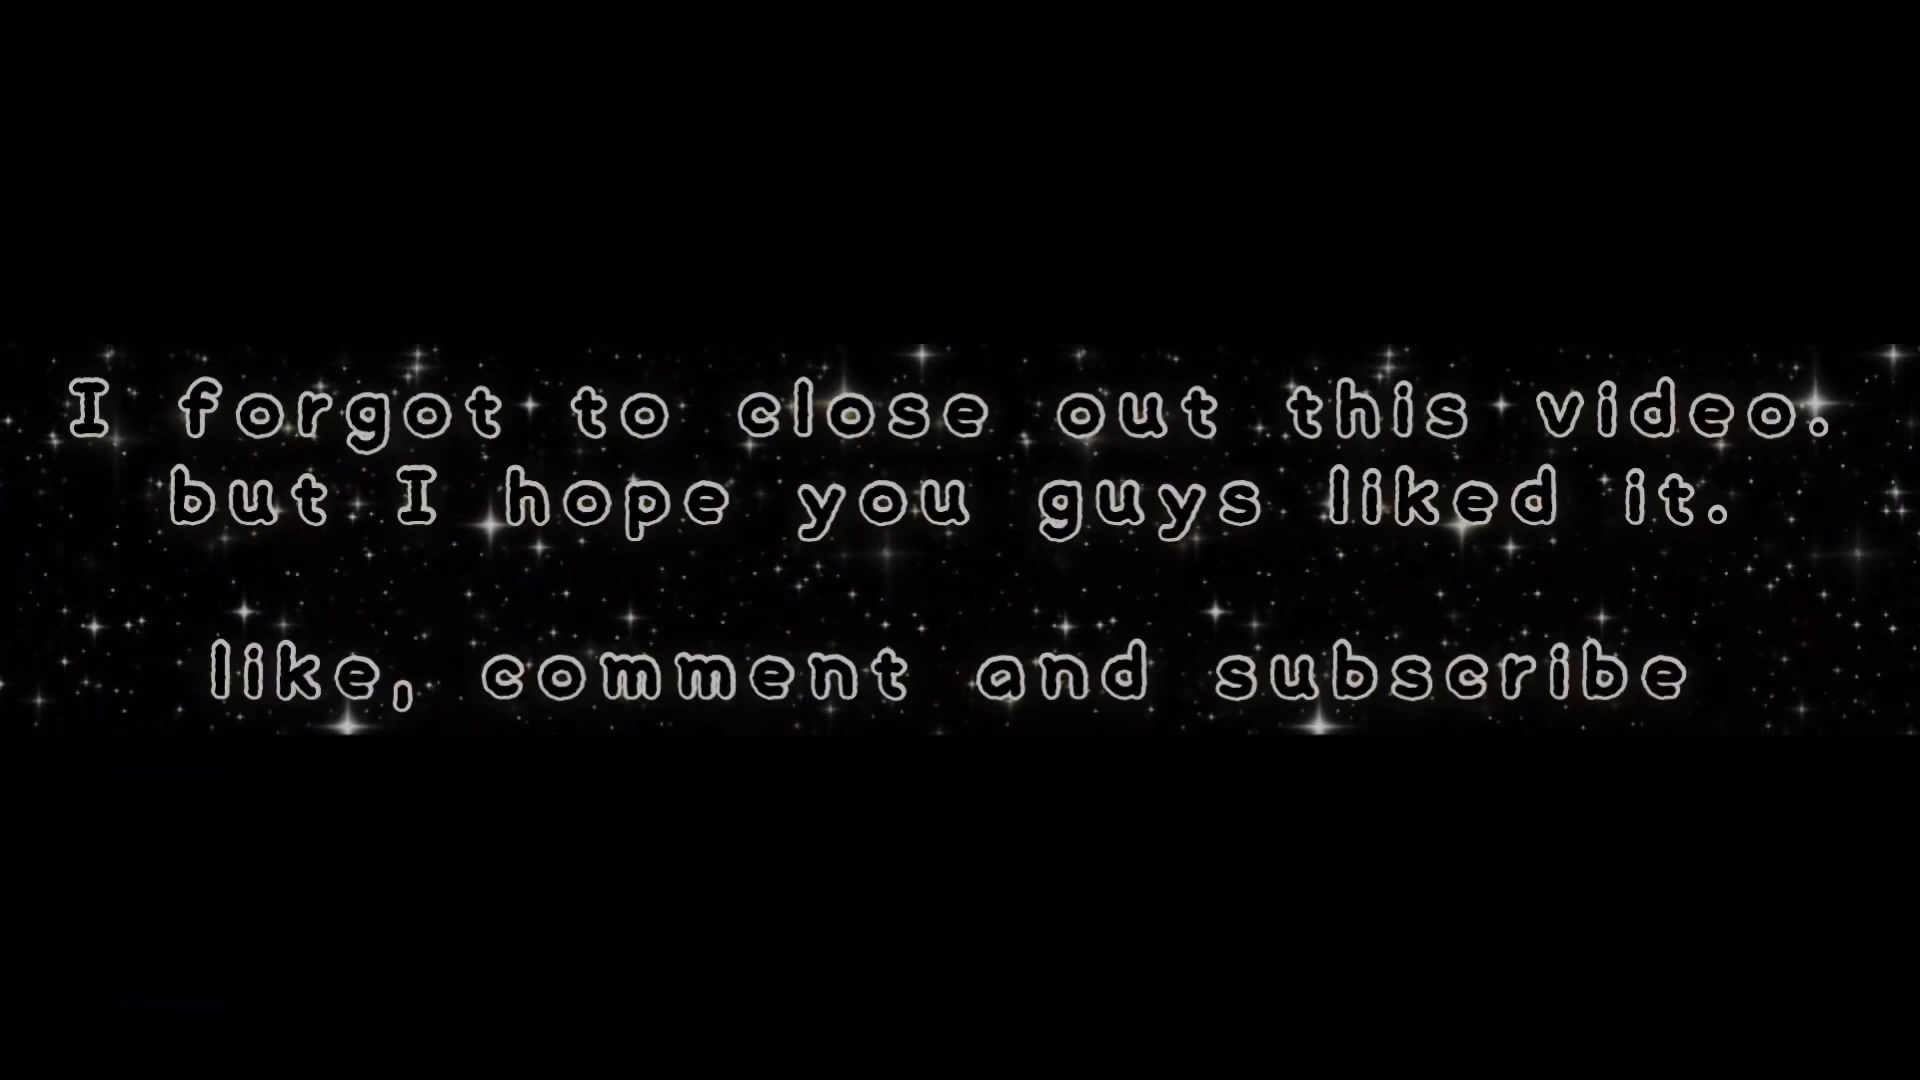 I forgot to close out this video.
but I hope you guys liked it.
like, comment and subscribe